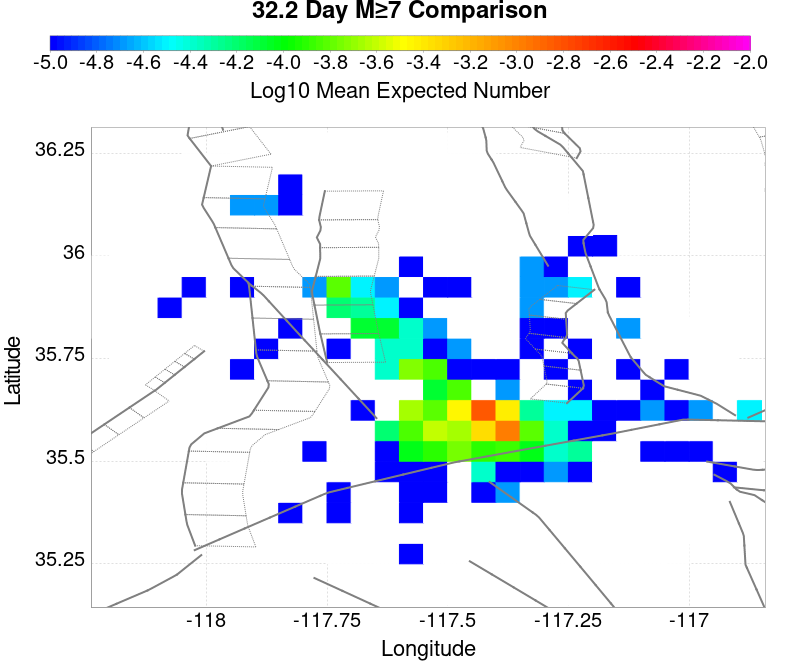 32.2 Day M≥7 Comparison
-5.0 -4.8 -4.6 -4.4 -4.2 -4.0 -3.8 -3.6 -3.4 -3.2 -3.0 -2.8 -2.6 -2.4 -2.2 -2.0
Log10 Mean Expected Number
36.25
36
35.75
35.5
35.25
Latitude
-118 -117.75 -117.5 -117.25 -117
Longitude